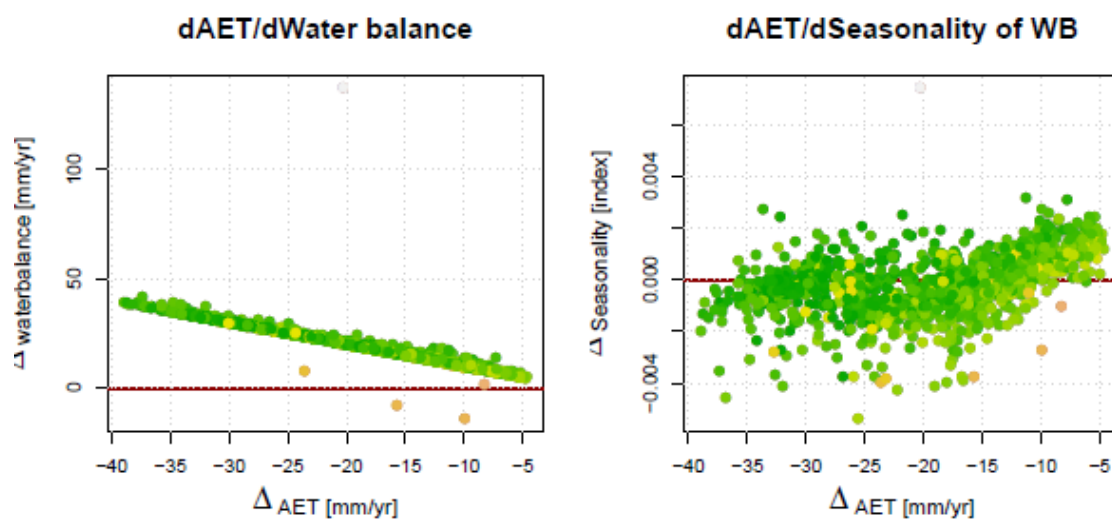 dAET/dWater balance
Δ waterbalance [mm/yr]
100
50
0
−40 −35 −30 −25 −20 −15 −10 −5
Δ AET [mm/yr]
dAET/dSeasonality of WB
Δ Seasonality [index]
0.004
0.000
−0.004
−40 −35 −30 −25 −20 −15 −10 −5
Δ AET [mm/yr]